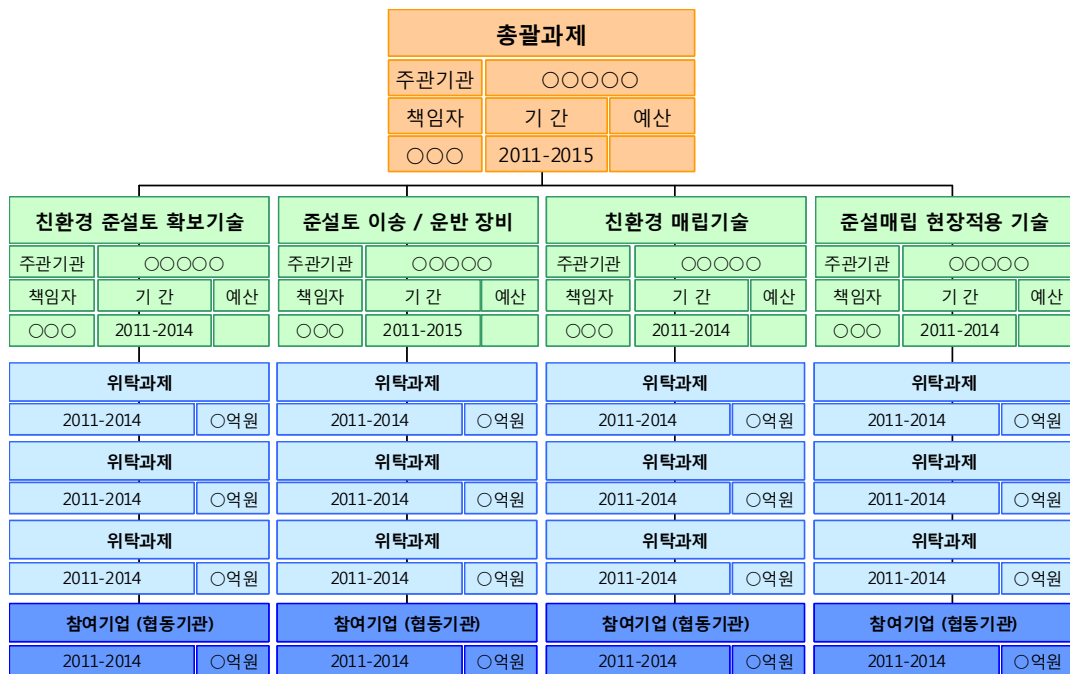 총괄과제
주관기관 ○○○○○
책임자 기 간 예산
○○○ 2011-2015
친환경 준설토 확보기술 준설토 이송 / 운반 장비 친환경 매립기술 준설매립 현장적용 기술
주관기관 ○○○○○ 주관기관 ○○○○○ 주관기관 ○○○○○ 주관기관 ○○○○○
책임자 기 간 예산 책임자 기 간 예산 책임자 기 간 예산 책임자 기 간 예산
○○○ 2011-2014 ○○○ 2011-2015 ○○○ 2011-2014 ○○○ 2011-2014
위탁과제 위탁과제 위탁과제 위탁과제
2011-2014 ○억원 2011-2014 ○억원 2011-2014 ○억원 2011-2014 ○억원
위탁과제 위탁과제 위탁과제 위탁과제
2011-2014 ○억원 2011-2014 ○억원 2011-2014 ○억원 2011-2014 ○억원
위탁과제 위탁과제 위탁과제 위탁과제
2011-2014 ○억원 2011-2014 ○억원 2011-2014 ○억원 2011-2014 ○억원
참여기업 (협동기관) 참여기업 (협동기관) 참여기업 (협동기관) 참여기업 (협동기관)
2011-2014 ○억원 2011-2014 ○억원 2011-2014 ○억원 2011-2014 ○억원